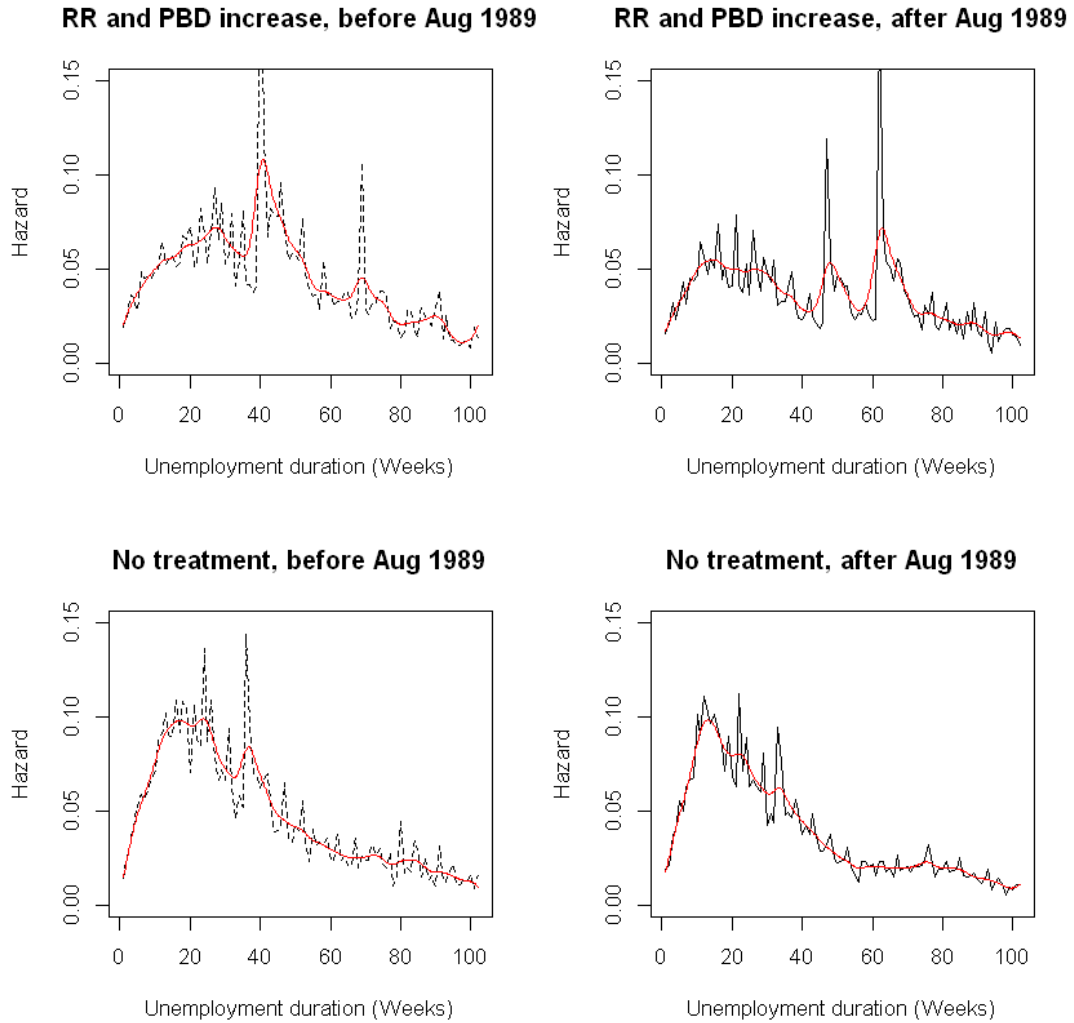 RR and PBD increase, before Aug 1989
RR and PBD increase, after Aug 1989
0.15
0.10
0.05
0.00
Hazard
0 20 40 60 80 100
Unemployment duration (Weeks)
0.15
0.10
0.05
0.00
Hazard
0 20 40 60 80 100
Unemployment duration (Weeks)
No treatment, before Aug 1989
No treatment, after Aug 1989
0.15
0.10
0.05
0.00
Hazard
0 20 40 60 80 100
Unemployment duration (Weeks)
0.15
0.10
0.05
0.00
Hazard
0 20 40 60 80 100
Unemployment duration (Weeks)